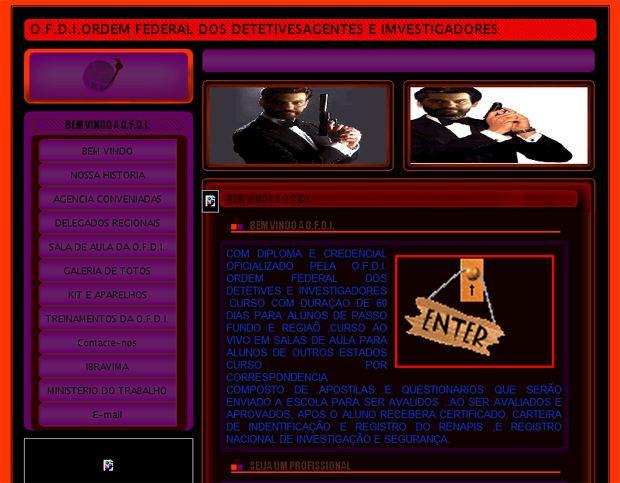 O.F.D.I.ORDEM FEDERAL DOS DETETIVESAGENTES E IMVESTIGADORES
BEM VINDO A O.F.D.I.
BEM VINDO
NOSSA HISTORIA
AGENCIA CONVENIADAS
DELEGADOS REGIONAIS
SALA DE AULA DA O.F.D.I.
GALERIA DE TOTOS
KIT E APARELHOS
TREINAMENTOS DA O.F.D.I.
Contacte-nos
IBRAVIMA
MINISTÉRIO DO TRABALHO
E-mail
BEM VINDO A O.F.D.I.
BEM VINDO A O.F.D.I.
COM DIPLOMA E CREDENCIAL
OFICIALIZADO PELA O.F.D.I.
ORDEM FEDERAL DOS
DETETIVES E INVESTIGADORES
.CURSO COM DURAÇAO DE 60
DIAS PARA ALUNOS DE PASSO
FUNDO E REGIAÕ ,CURSO AO
VIVO EM SALAS DE AULA PARA
ALUNOS DE OUTROS ESTADOS
CURSO POR
CORRESPONDENCIA
ENTER
COMPOSTO DE APOSTILAS E QUESTIONARIOS QUE SERÃO
ENVIADO A ESCOLA PARA SER AVALIDOS . AO SER AVALIADOS E
APROVADOS, APOS O ALUNO RECEBERA CERTIFICADO, CARTEIRA
DE INDENTIFICAÇÃO E REGISTRO DO RENAPIS ,E REGISTRO
NACIONAL DE INVESTIGAÇÃO E SEGURANÇA.
SEIJA UM PROFISSIONAL